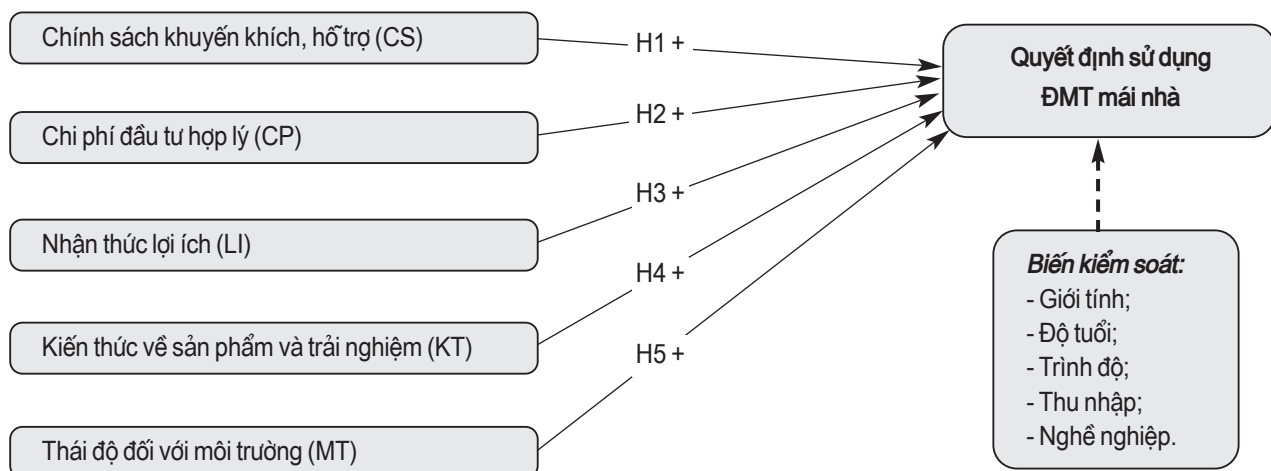 Chính sách khuyến khích, hỗ trợ (CS)
Chi phí đầu tư hợp lý (CP)
Nhận thức lợi ích (LI)
Kiến thức về sản phẩm và trải nghiệm (KT)
Thái độ đối với môi trường (MT)
H1 +
H2 +
H3 +
H4 +
H5 +
Quyết định sử dụng
ĐMT mái nhà
Biến kiểm soát:
- Giới tính;
- Độ tuổi;
- Trình độ;
- Thu nhập;
- Nghề nghiệp.